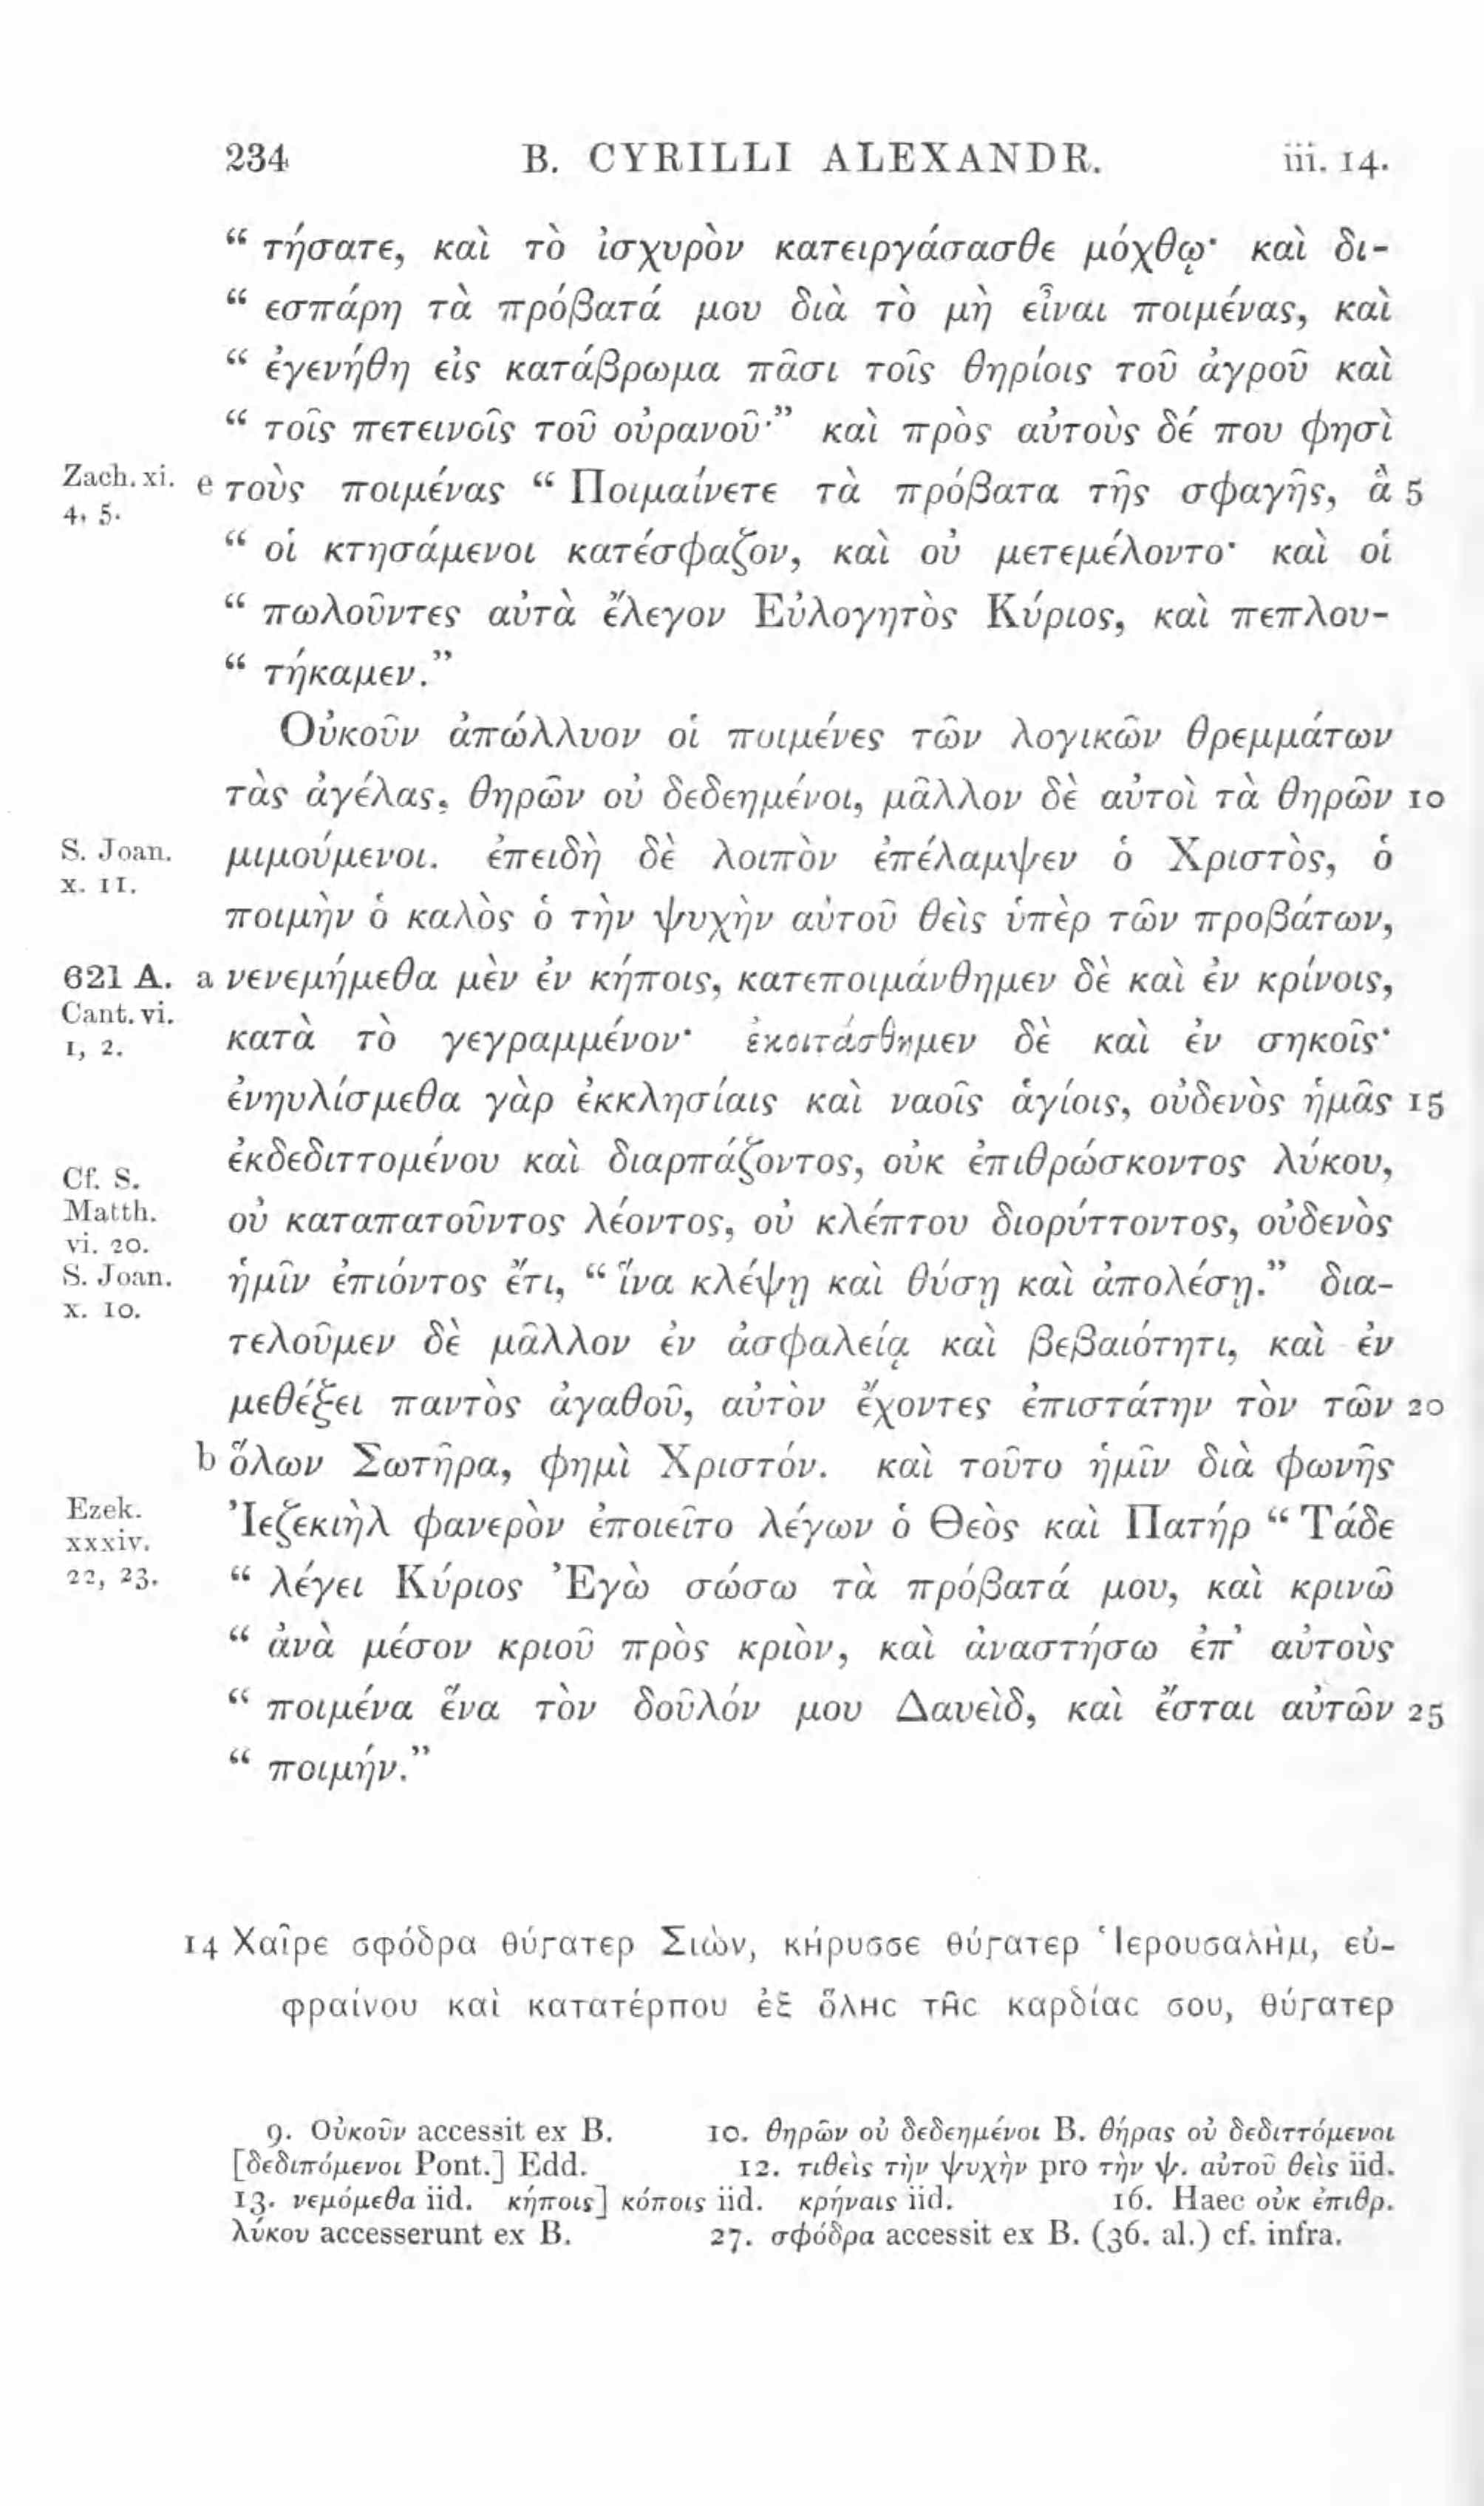 234 B. CYRILLI ALEXANDR. iii. 14.
“ τήσατε, καὶ τὸ ἰσχυρὸν κατειργάσασθε μόχθῳ· καὶ δι-
“ εσπάρη τὰ πρόβατά μου διὰ τὸ μὴ εἶναι ποιμένας, καὶ
“ ἐγενήθη εἰς κατάβρωμα πᾶσι τοῖς θηρίοις τοῦ ἀγροῦ καὶ
“ τοῖς πετεινοῖς τοῦ οὐρανοῦ·” καὶ πρὸς αὐτοὺς δέ που φησὶ
Zach. xi. e τοὺς ποιμένας “ Ποιμαίνετε τὰ πρόβατα τῆς σφαγῆς, ἃ 5
4, 5.
“ οἱ κτησάμενοι κατέσφαζον, καὶ οὐ μετεμέλοντο· καὶ οἱ
“ πωλοῦντες αὐτὰ ἔλεγον Εὐλογητὸς Κύριος, καὶ πεπλου-
“ τήκαμεν.”
Οὐκοῦν ἀπώλλυον οἱ ποιμένες τῶν λογικῶν θρεμμάτων
τὰς ἀγέλας, θηρῶν οὐ δεδεημένοι, μᾶλλον δὲ αὐτοὶ τὰ θηρῶν 10
S. Joan. μιμούμενοι. ἐπειδὴ δὲ λοιπὸν ἐπέλαμψεν ὁ Χριστὸς, ὁ
x. 11.
ποιμὴν ὁ καλὸς ὁ τὴν ψυχὴν αὐτοῦ θεὶς ὑπὲρ τῶν προβάτων,
621 A. a νενεμήμεθα μὲν ἐν κήποις, κατεποιμάνθημεν δὲ καὶ ἐν κρίνοις,
Cant. vi.
1, 2. κατὰ τὸ γεγραμμένον· ἐκοιτάσθημεν δὲ καὶ ἐν σηκοῖς·
ἐνηυλίσμεθα γὰρ ἐκκλησίαις καὶ ναοῖς ἁγίοις, οὐδενὸς ἡμᾶς 15
ἐκδεδιττομένου καὶ διαρπάζοντος, οὐκ ἐπιθρώσκοντος λύκου,
Cf. S.
Matth. οὐ καταπατοῦντος λέοντος, οὐ κλέπτου διορύττοντος, οὐδενὸς
vi. 20.
S. Joan. ἡμῖν ἐπιόντος ἔτι, “ ἵνα κλέψῃ καὶ θύσῃ καὶ ἀπολέσῃ.” δια-
x. 10.
τελοῦμεν δὲ μᾶλλον ἐν ἀσφαλείᾳ καὶ βεβαιότητι, καὶ ἐν
μεθέξει παντὸς ἀγαθοῦ, αὐτὸν ἔχοντες ἐπιστάτην τὸν τῶν 20
b ὅλων Σωτῆρα, φημὶ Χριστόν. καὶ τοῦτο ἡμῖν διὰ φωνῆς
Ezek. Ἰεζεκιὴλ φανερὸν ἐποιεῖτο λέγων ὁ Θεὸς καὶ Πατήρ “ Τάδε
xxxiv.
22, 23. “ λέγει Κύριος Ἐγὼ σώσω τὰ πρόβατά μου, καὶ κρινῶ
“ ἀνὰ μέσον κριοῦ πρὸς κριὸν, καὶ ἀναστήσω ἐπ’ αὐτοὺς
“ ποιμένα ἕνα τὸν δοῦλόν μου Δαυεὶδ, καὶ ἔσται αὐτῶν 25
“ ποιμήν.”
14 Χαῖρε σφόδρα θύγατερ Σιὼν, κήρυσσε θύγατερ Ἱερουσαλὴμ, εὐ-
φραίνου καὶ κατατέρπου ἐξ ὅλης τῆς καρδίας σου, θύγατερ
9. Οὐκοῦν accessit ex B. 10. θηρῶν οὐ δεδεημένοι B. θήρας οὐ δεδιττόμενοι
[δεδιπόμενοι Pont.] Edd. 12. τιθεὶς τὴν ψυχὴν pro τὴν ψ. αὐτοῦ θεὶς iid.
13. νεμόμεθα iid. κήποις] κόποις iid. κρήναις iid. 16. Haec οὐκ ἐπιθρ.
λύκου accesserunt ex B. 27. σφόδρα accessit ex B. (36. al.) cf. infra.